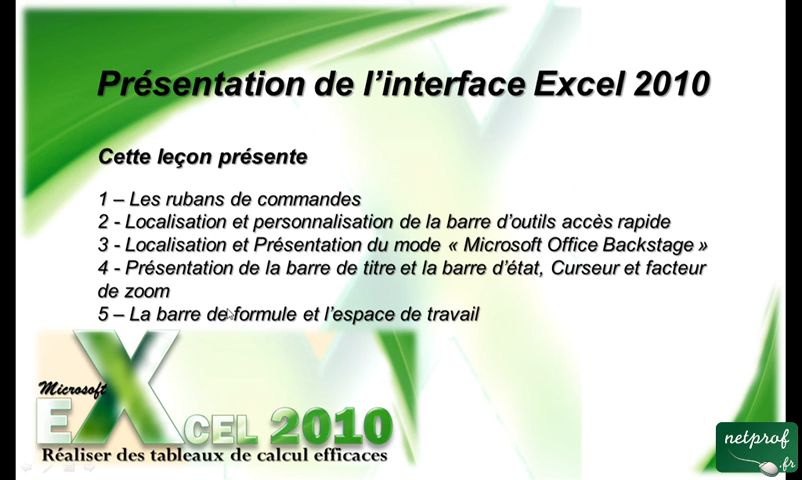 Présentation de l'interface Excel 2010
Cette leçon présente
1 – Les rubans de commandes
2 - Localisation et personnalisation de la barre d'outils accès rapide
3 - Localisation et Présentation du mode « Microsoft Office Backstage »
4 - Présentation de la barre de titre et la barre d'état, Curseur et facteur
de zoom
5 – La barre de formule et l'espace de travail
Microsoft
EXCEL 2010
Réaliser des tableaux de calcul efficaces
netprof
.fr